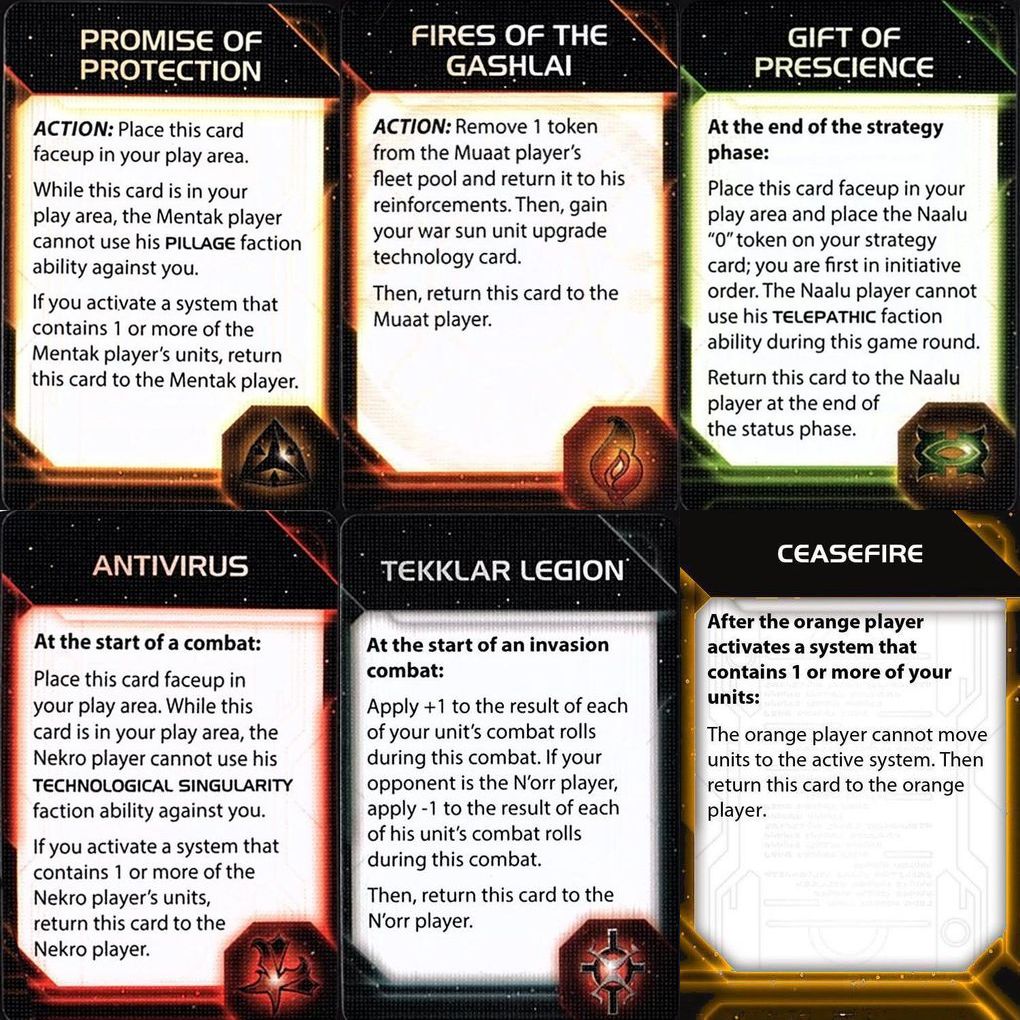 PROMISE OF
PROTECTION
ACTION: Place this card
faceup in your play area.
While this card is in your
play area, the Mentak player
cannot use his PILLAGE faction
ability against you.
If you activate a system that
contains 1 or more of the
Mentak player's units, return
this card to the Mentak player.
FIRES OF THE
GASHLAI
ACTION: Remove 1 token
from the Muaat player's
fleet pool and return it to his
reinforcements. Then, gain
your war sun unit upgrade
technology card.
Then, return this card to the
Muaat player.
GIFT OF
PRESCIENCE
At the end of the strategy
phase:
Place this card faceup in your
play area and place the Naalu
“0” token on your strategy
card; you are first in initiative
order. The Naalu player cannot
use his TELEPATHIC faction
ability during this game round.
Return this card to the Naalu
player at the end of
the status phase.
ANTIVIRUS
At the start of a combat:
Place this card faceup in
your play area. While this
card is in your play area, the
Nekro player cannot use his
TECHNOLOGICAL SINGULARITY
faction ability against you.
If you activate a system that
contains 1 or more of the
Nekro player's units,
return this card to the
Nekro player.
TEKKLAR LEGION
At the start of an invasion
combat:
Apply +1 to the result of each
of your unit's combat rolls
during this combat. If your
opponent is the N'orr player,
apply -1 to the result of each
of his unit's combat rolls
during this combat.
Then, return this card to the
N'orr player.
CEASEFIRE
After the orange player
activates a system that
contains 1 or more of your
units:
The orange player cannot move
units to the active system. Then
return this card to the orange
player.